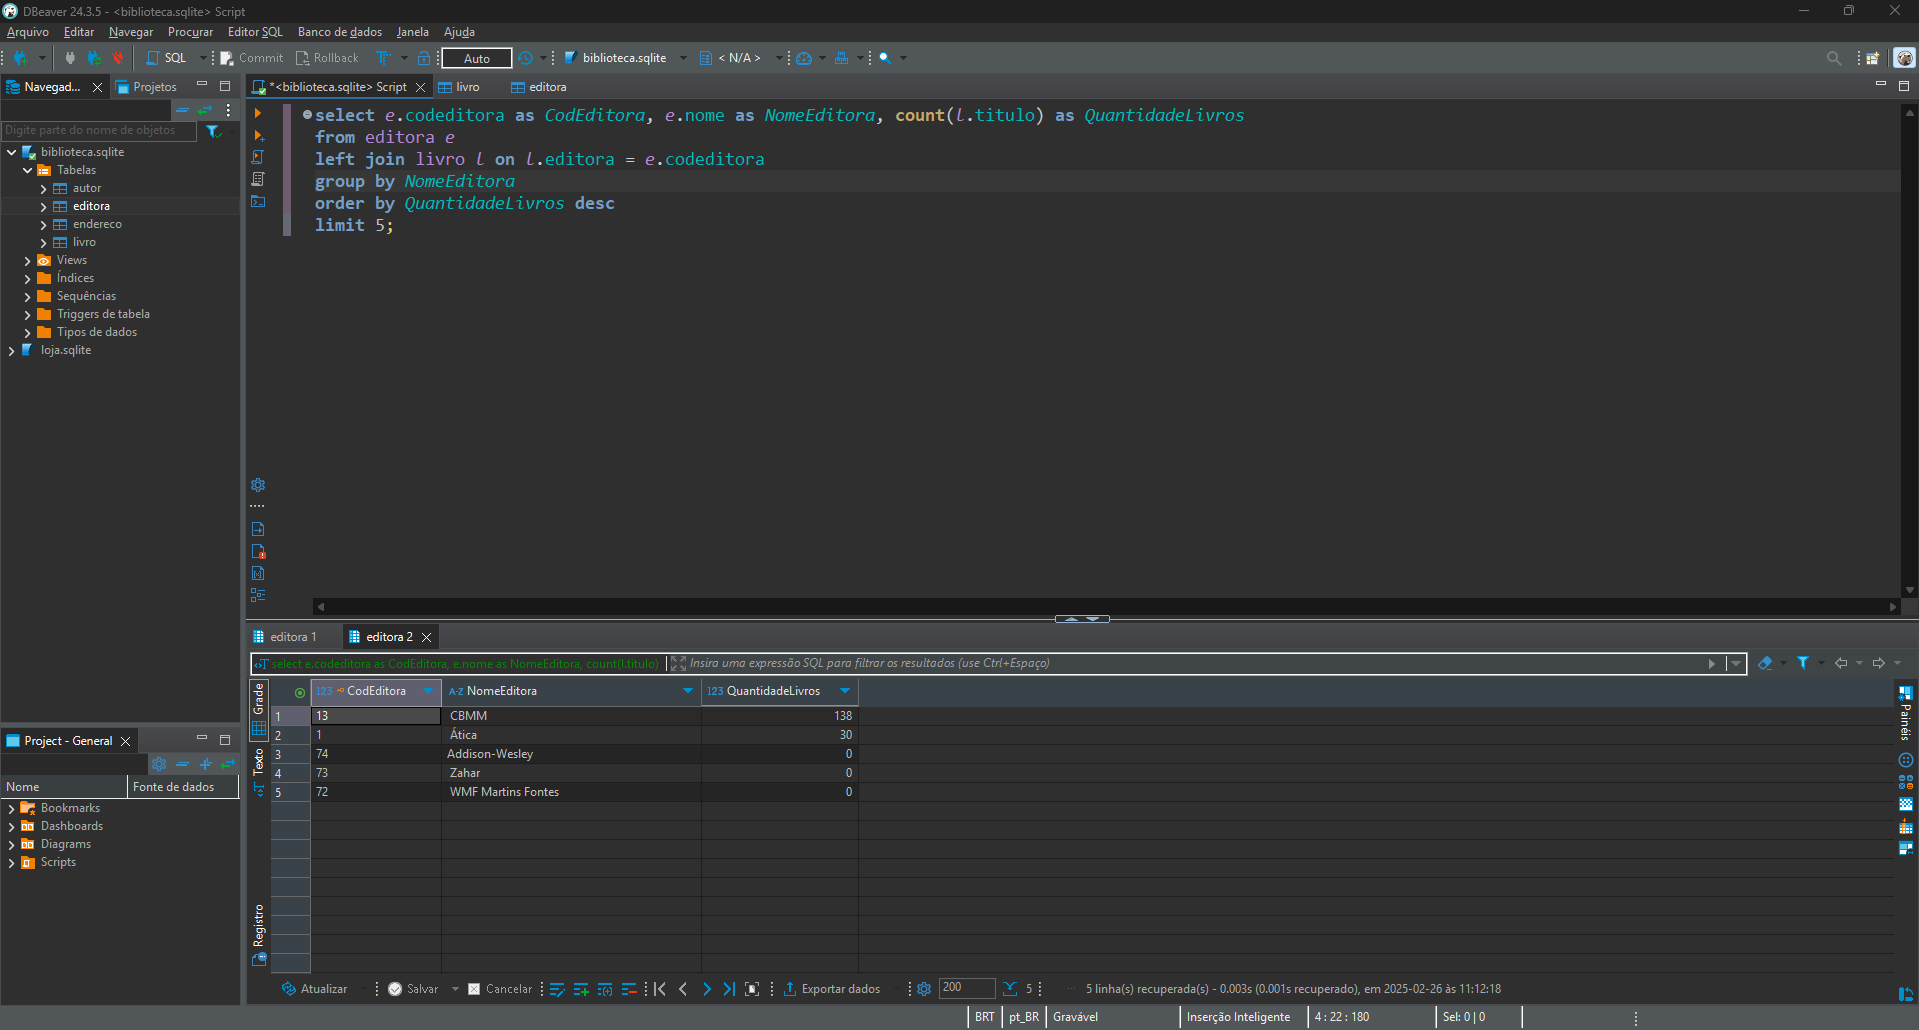 DBeaver 24.3.5 - <biblioteca.sqlite> Script
Arquivo Editar Navegar Procurar Editor SQL Banco de dados Janela Ajuda
SQL Commit Rollback Auto biblioteca.sqlite < N/A >
Navegad... Projetos
*<biblioteca.sqlite> Script livro editora
Digite parte do nome de objetos
biblioteca.sqlite
Tabelas
autor
editora
endereco
livro
Views
Índices
Sequências
Triggers de tabela
Tipos de dados
loja.sqlite
select e.codeditora as CodEditora, e.nome as NomeEditora, count(l.titulo) as QuantidadeLivros
from editora e
left join livro l on l.editora = e.codeditora
group by NomeEditora
order by QuantidadeLivros desc
limit 5;
Project - General
Nome Fonte de dados
Bookmarks
Dashboards
Diagrams
Scripts
editora 1 editora 2
select e.codeditora as CodEditora, e.nome as NomeEditora, count(l.titulo) Insira uma expressão SQL para filtrar os resultados (use Ctrl+Espaço)
Grade
Texto
Registro
123 CodEditora A-Z NomeEditora 123 QuantidadeLivros
1 13 CBMM 138
2 1 Ática 30
3 74 Addison-Wesley 0
4 73 Zahar 0
5 72 WMF Martins Fontes 0
Painéis
Atualizar Salvar Cancelar Exportar dados 200 5 5 linha(s) recuperada(s) - 0.003s (0.001s recuperado), em 2025-02-26 às 11:12:18
BRT pt_BR Gravável Inserção Inteligente 4 : 22 : 180 Sel: 0 | 0